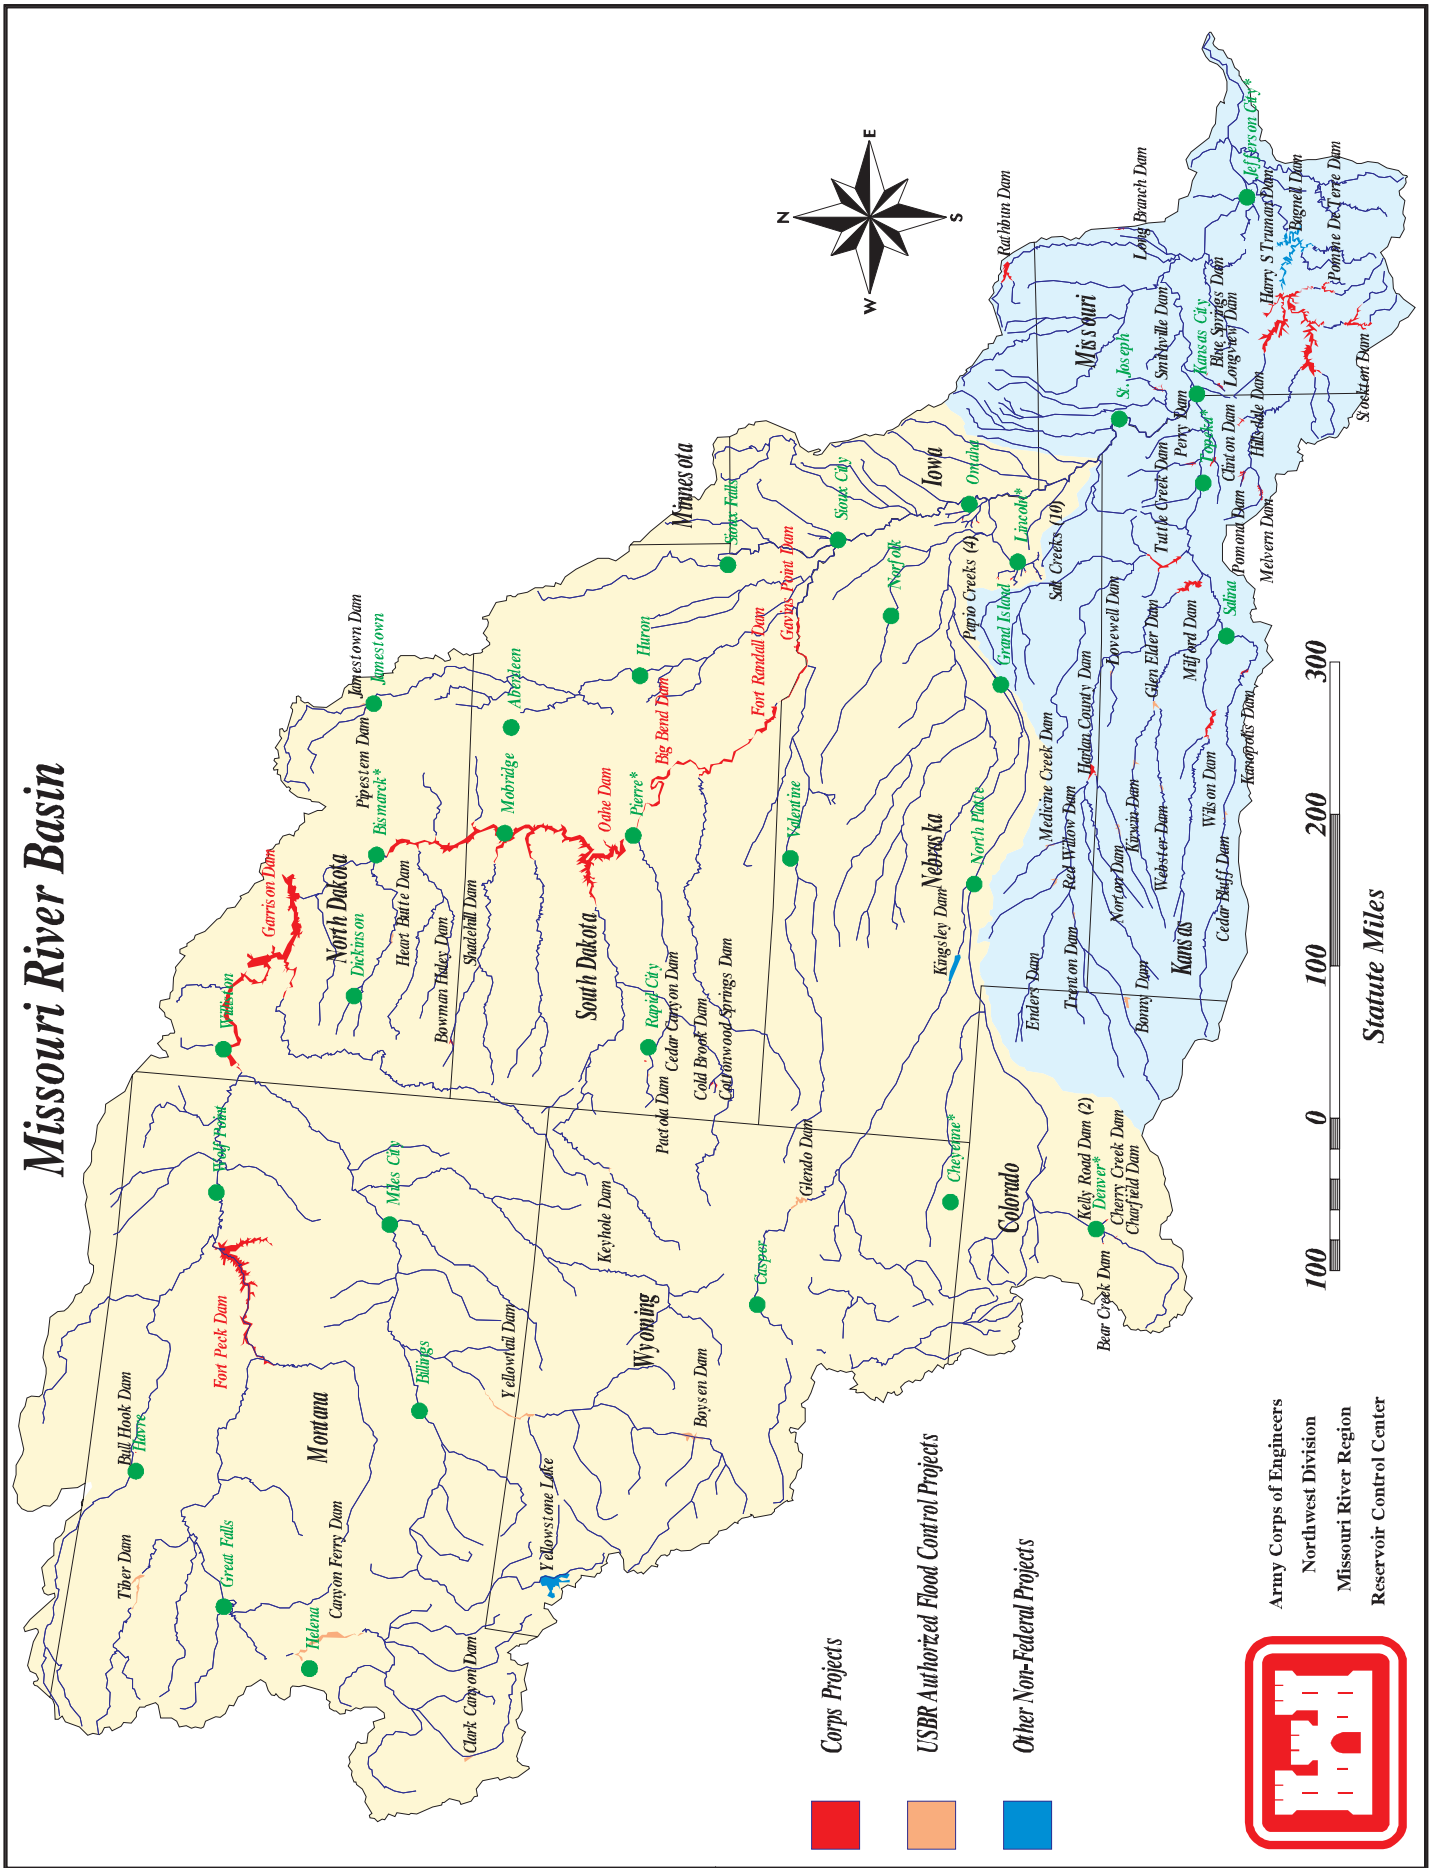 Missouri River Basin
Bull Hook Dam
Havre
Tiber Dam
Great Falls
Fort Peck Dam
Wolf Point
Williston
Garrison Dam
Helena
Canyon Ferry Dam
Montana
Miles City
Billings
Clark Canyon Dam
Yellowtail Dam
Yellowstone Lake
Wyoming
Keyhole Dam
Boysen Dam
Casper
Glendo Dam
Cheyenne*
North Dakota
Dickinson
Heart Butte Dam
Bowman Haley Dam
Shadehill Dam
Bismarck*
Pipestem Dam
Jamestown Dam
Jamestown
Aberdeen
Mobridge
Oahe Dam
Pierre*
Huron
Big Bend Dam
South Dakota
Rapid City
Pactola Dam
Cedar Canyon Dam
Cold Brook Dam
Cottonwood Springs Dam
Fort Randall Dam
Gavins Point Dam
Minnesota
Sioux Falls
Sioux City
Iowa
Omaha
Norfolk
Valentine
Nebraska
Kingsley Dam
North Platte
Grand Island
Papio Creeks (4)
Lincoln*
Salt Creeks (10)
Colorado
Kelly Road Dam (2)
Denver*
Cherry Creek Dam
Charfield Dam
Bear Creek Dam
Enders Dam
Trenton Dam
Bonny Dam
Medicine Creek Dam
Red Willow Dam
Harlan County Dam
Norton Dam
Kirwin Dam
Webster Dam
Kansas
Cedar Bluff Dam
Wilson Dam
Kanopolis Dam
Lovewell Dam
Glen Elder Dam
Milford Dam
Salina
Tuttle Creek Dam
Perry Dam
Topeka*
Clinton Dam
Pomona Dam
Melvern Dam
Hillsdale Dam
Rathbun Dam
Long Branch Dam
Missouri
St. Joseph
Smithville Dam
Kansas City
Blue Springs Dam
Longview Dam
Jefferson City*
Harry S Truman Dam
Bagnell Dam
Pomme De Terre Dam
Stockton Dam
N
E
S
W
100 0 100 200 300
Statute Miles
Corps Projects
USBR Authorized Flood Control Projects
Other Non-Federal Projects
Army Corps of Engineers
Northwest Division
Missouri River Region
Reservoir Control Center